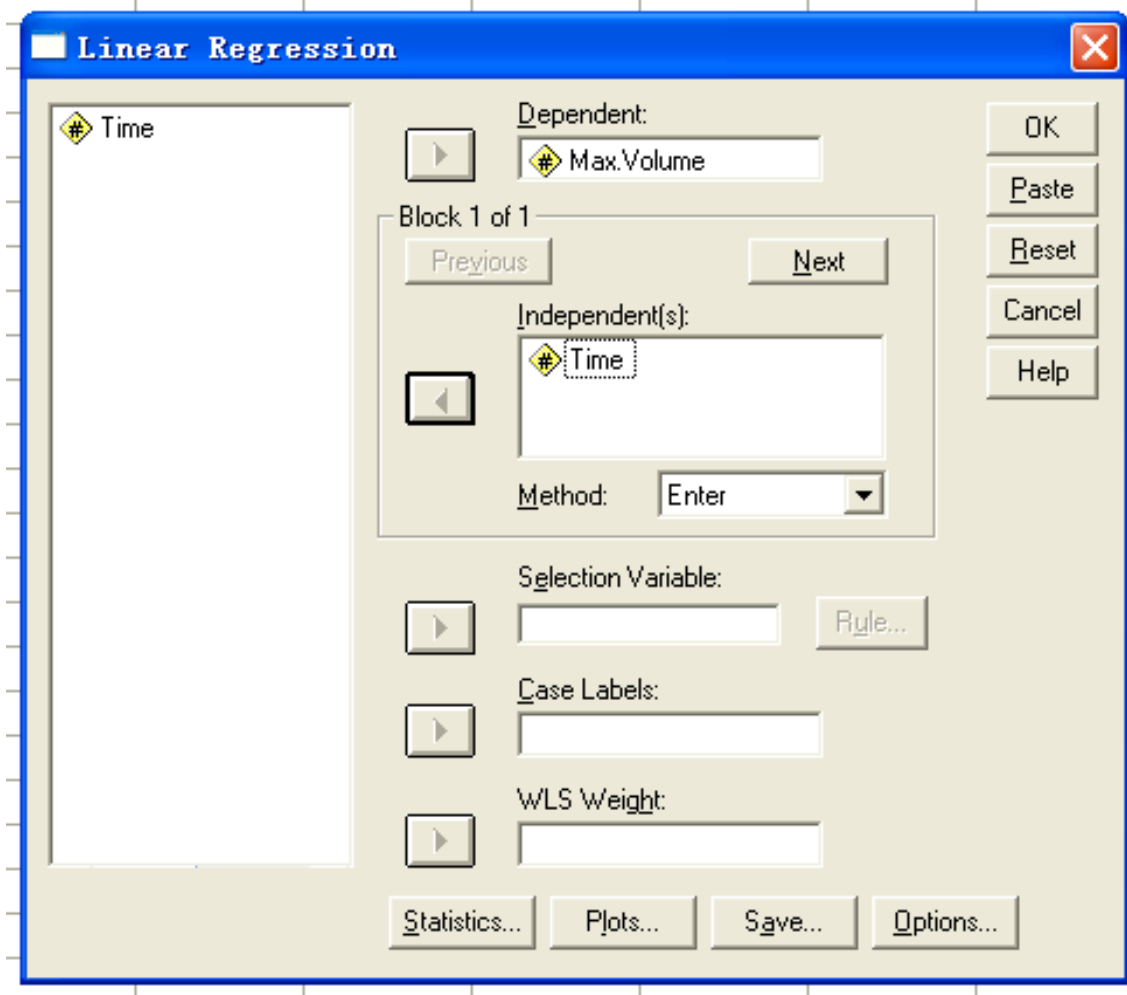 Linear Regression
Time
Dependent:
Max.Volume
OK
Paste
Reset
Cancel
Help
Block 1 of 1
Previous
Next
Independent(s):
Time
Method:
Enter
Selection Variable:
Rule...
Case Labels:
WLS Weight:
Statistics...
Plots...
Save...
Options...